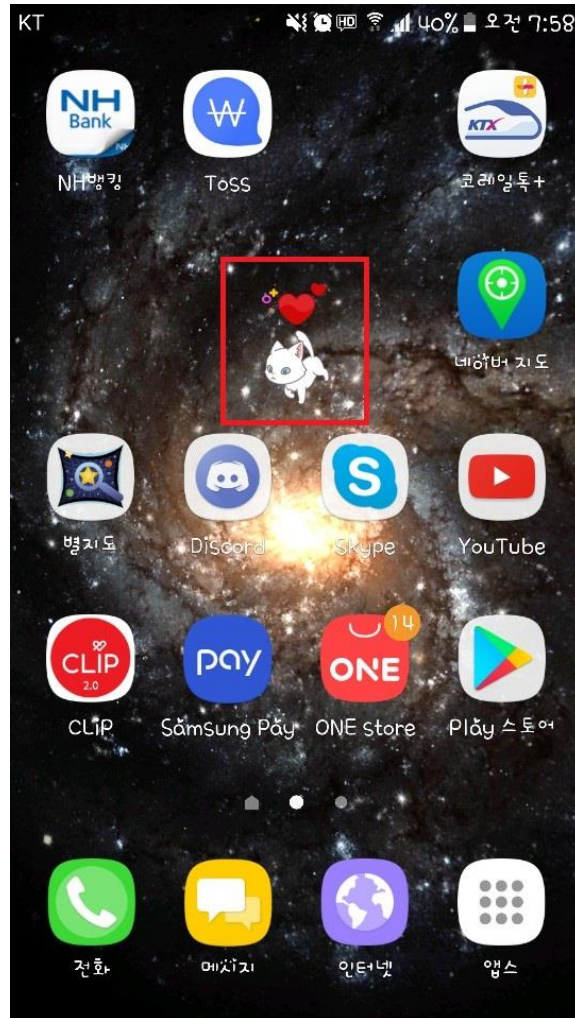 KT HD 40% 오전 7:58
NH Bank NH
₩
KTX
NH뱅킹 Toss 코레일톡+
네이버 지도
S
별지도 Discord Skype YouTube
CLiP 2.0
pay
ONE
14
CLiP Samsung Pay ONE store Play 스토어
전화 메시지 인터넷 앱스